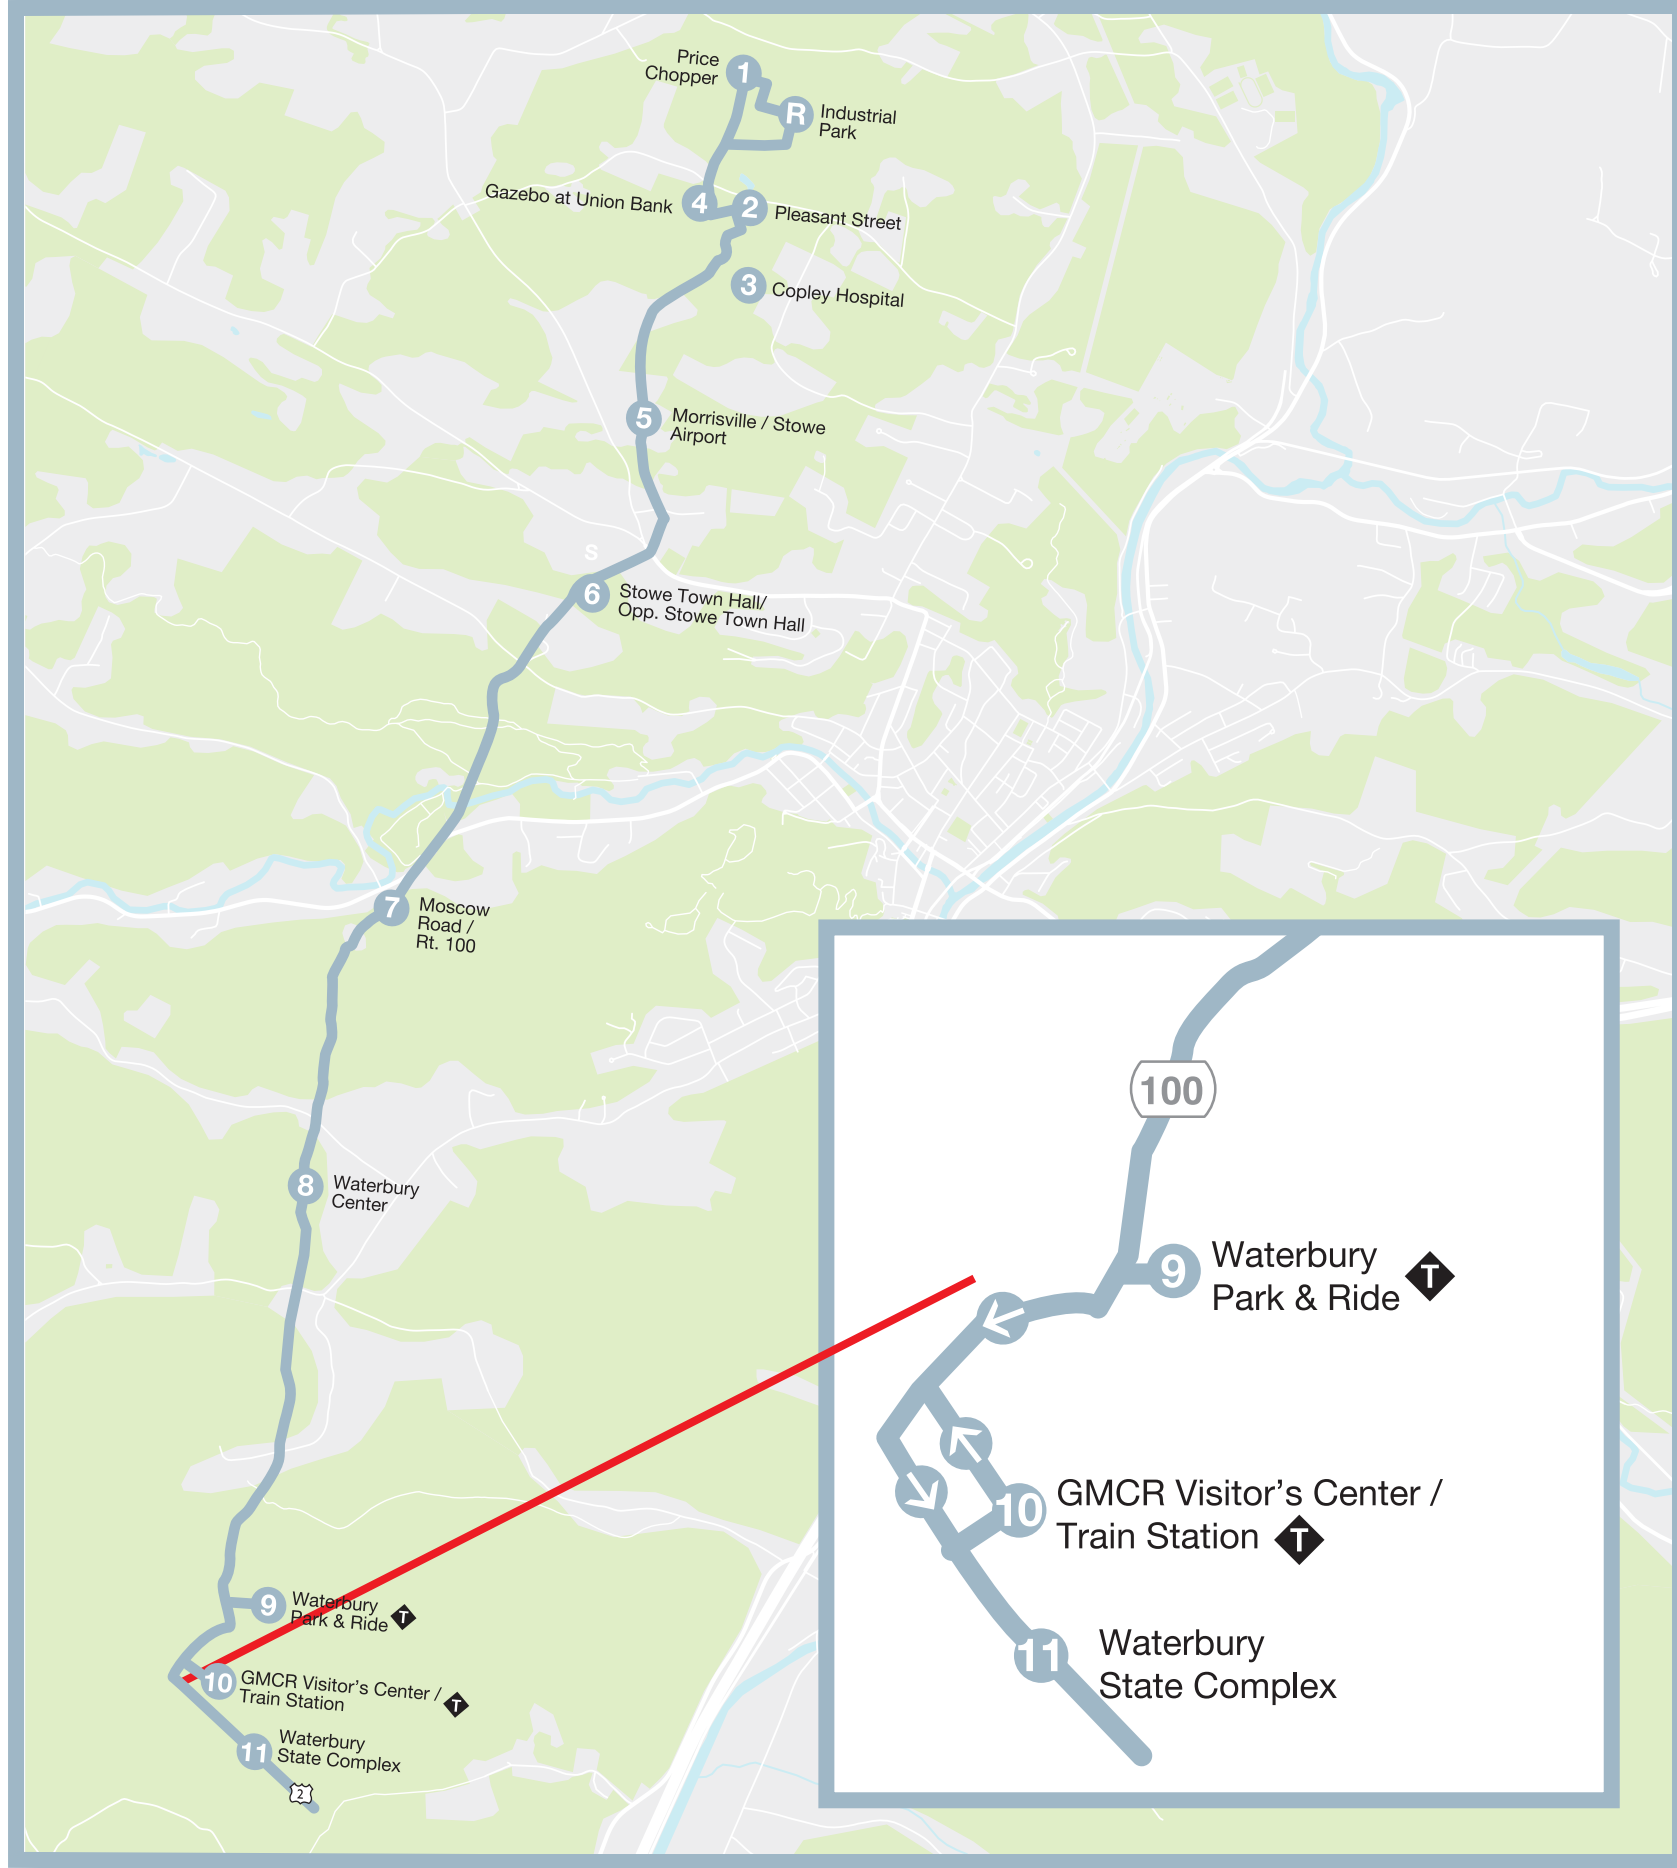 Price
Chopper
1
R
Industrial
Park
Gazebo at Union Bank
4
2
Pleasant Street
3
Copley Hospital
5
Morrisville / Stowe
Airport
S
6
Stowe Town Hall/
Opp. Stowe Town Hall
7
Moscow
Road /
Rt. 100
8
Waterbury
Center
9
Waterbury
Park & Ride
T
10
GMCR Visitor's Center /
Train Station
T
11
Waterbury
State Complex
2
100
9
Waterbury
Park & Ride
T
10
GMCR Visitor's Center /
Train Station
T
11
Waterbury
State Complex